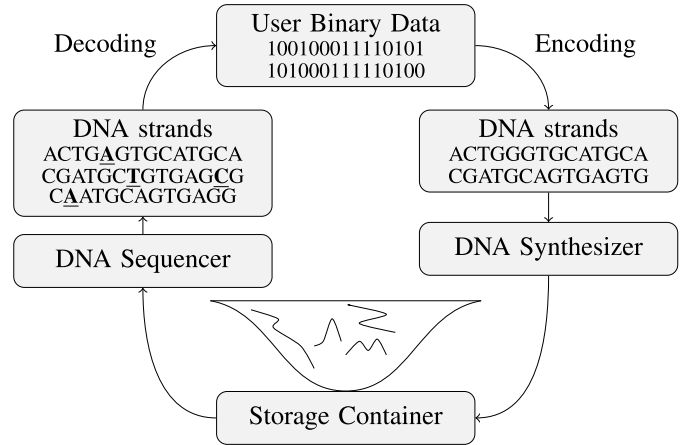 Decoding
User Binary Data
100100011110101
101000111110100
Encoding
DNA strands
ACTGAGTGCATGCA
CGATGCTGTGAGCG
CAATGCAGTGAGG
DNA strands
ACTGGGTGCATGCA
CGATGCAGTGAGTG
DNA Sequencer
DNA Synthesizer
Storage Container